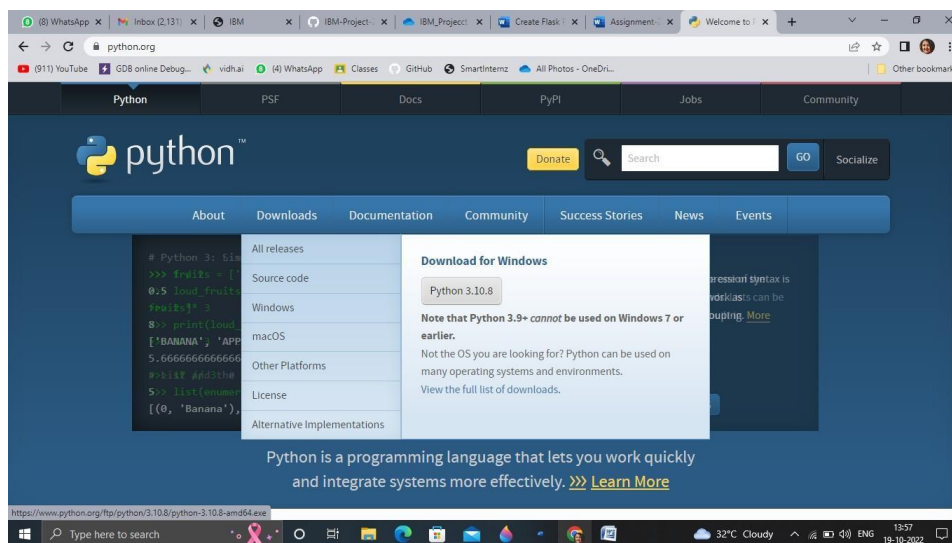 (8) WhatsApp
Inbox (2,131)
IBM
IBM-Project-
IBM_Projecct
Create Flask
Assignment-
Welcome to
python.org
(911) YouTube
GDB online Debug...
vidh.ai
(4) WhatsApp
Classes
GitHub
SmartInternz
All Photos - OneDri...
Other bookmark
Python
PSF
Docs
PyPI
Jobs
Community
python™
Donate
Search
GO
Socialize
About
Downloads
Documentation
Community
Success Stories
News
Events
# Python 3: Sim
All releases
Source code
Windows
macOS
Other Platforms
License
Alternative Implementations
Download for Windows
Python 3.10.8
Note that Python 3.9+ cannot be used on Windows 7 or
earlier.
Not the OS you are looking for? Python can be used on
many operating systems and environments.
View the full list of downloads.
>>> print(loud_
['BANANA', 'APP
5.6666666666666
>>> list(enumer
[(0, 'Banana'),
More
Python is a programming language that lets you work quickly
and integrate systems more effectively. >>> Learn More
https://www.python.org/ftp/python/3.10.8/python-3.10.8-amd64.exe
Type here to search
32°C Cloudy
ENG
13:57
19-10-2022